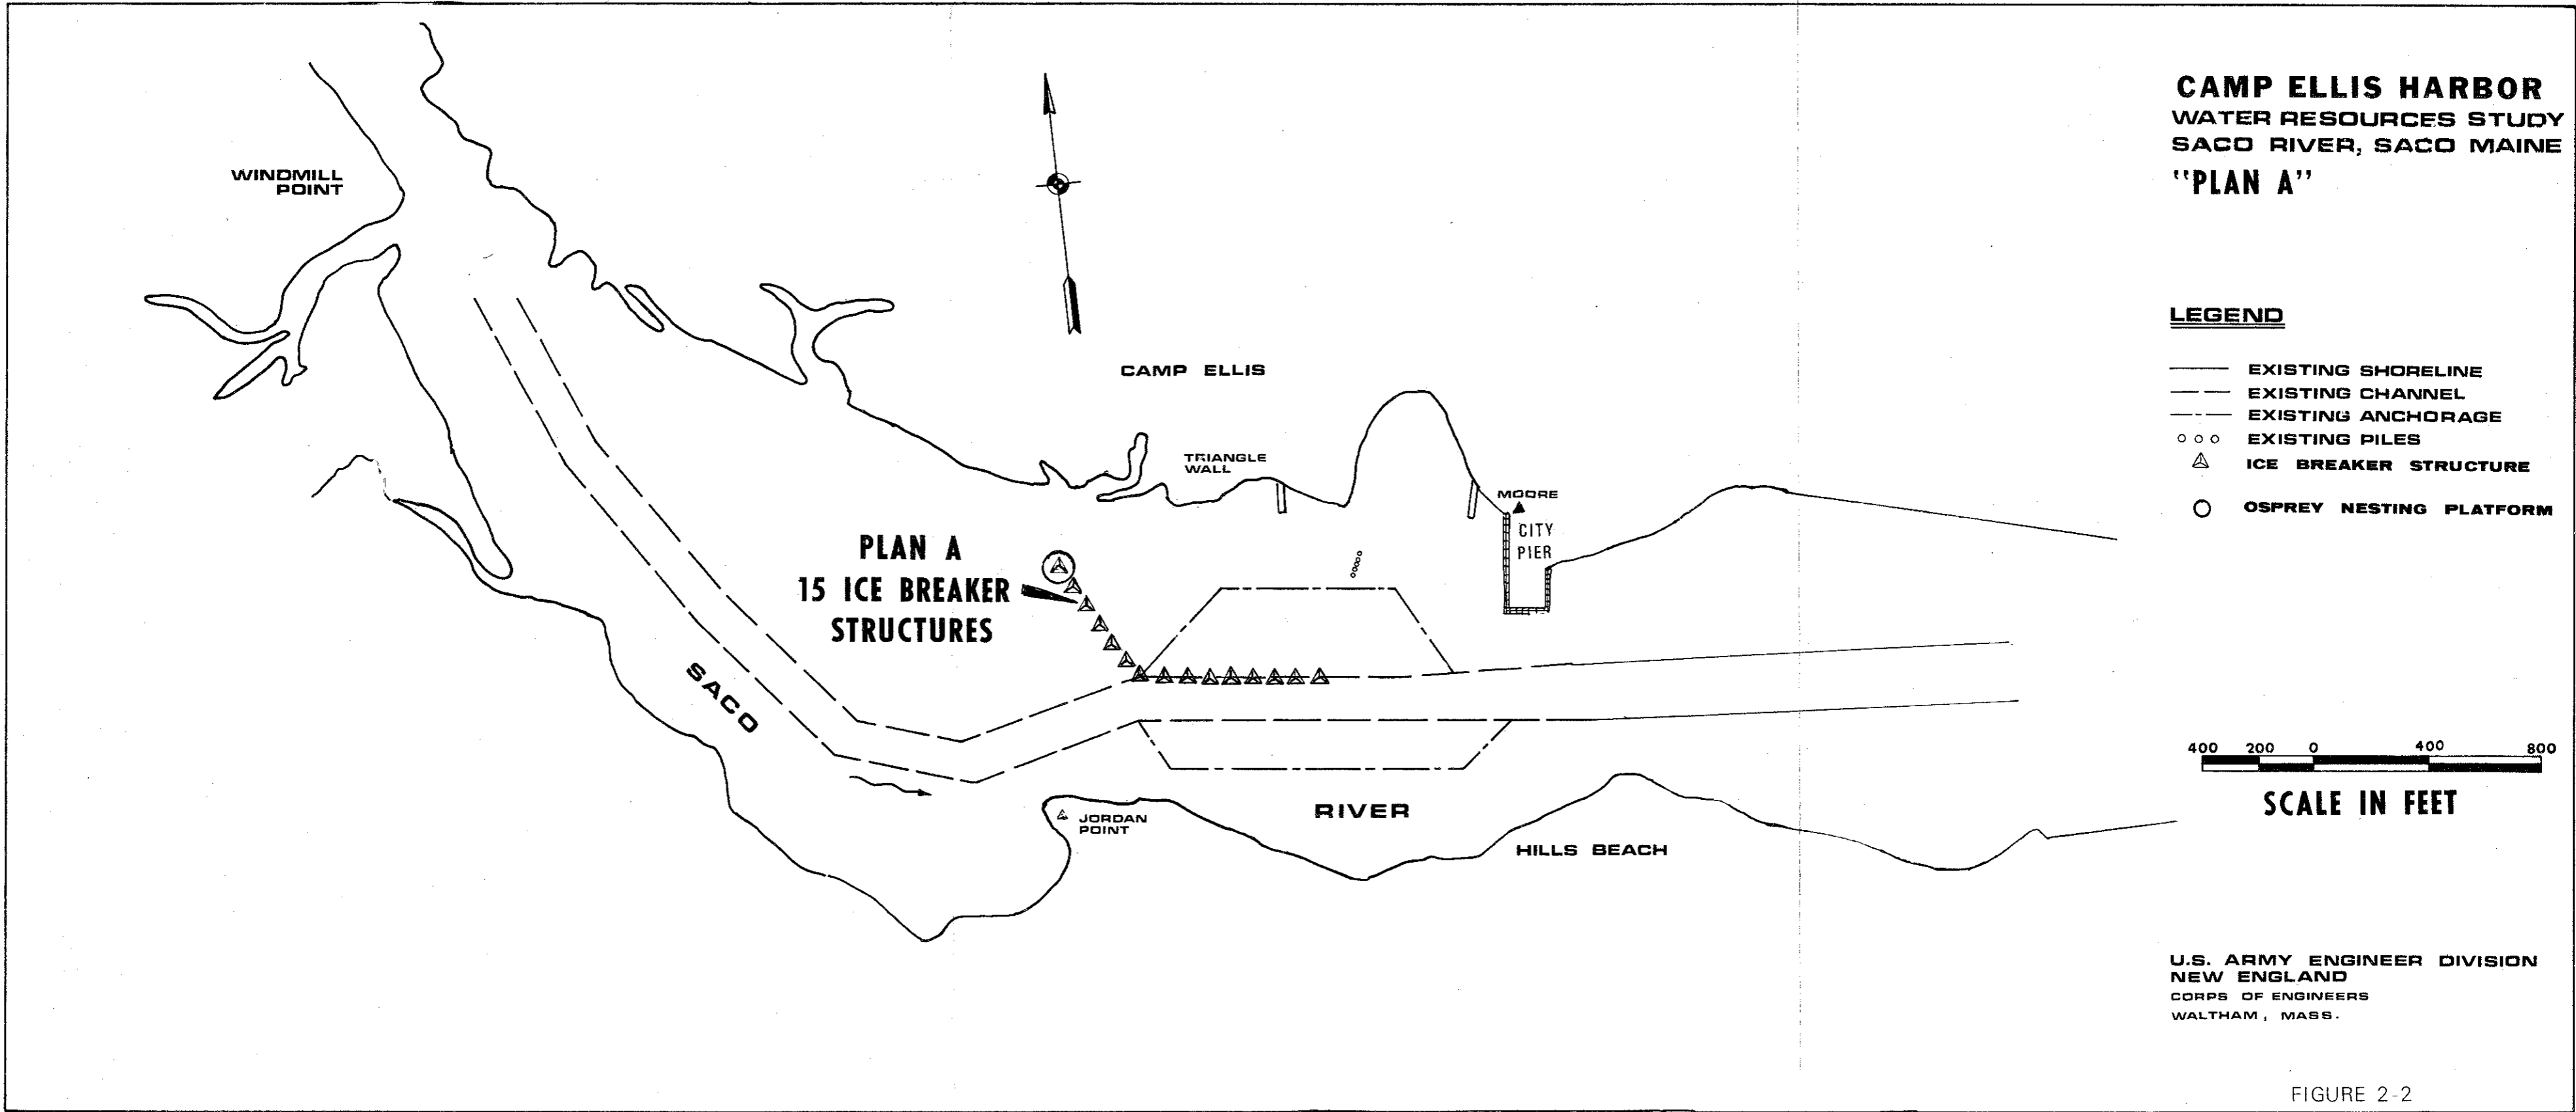 CAMP ELLIS HARBOR
WATER RESOURCES STUDY
SACO RIVER, SACO MAINE
"PLAN A"
WINDMILL
POINT
LEGEND
EXISTING SHORELINE
EXISTING CHANNEL
EXISTING ANCHORAGE
EXISTING PILES
ICE BREAKER STRUCTURE
OSPREY NESTING PLATFORM
CAMP ELLIS
TRIANGLE
WALL
MOORE
CITY
PIER
PLAN A
15 ICE BREAKER
STRUCTURES
SACO
400 200 0 400 800
SCALE IN FEET
JORDAN
POINT
RIVER
HILLS BEACH
U.S. ARMY ENGINEER DIVISION
NEW ENGLAND
CORPS OF ENGINEERS
WALTHAM, MASS.
FIGURE 2-2